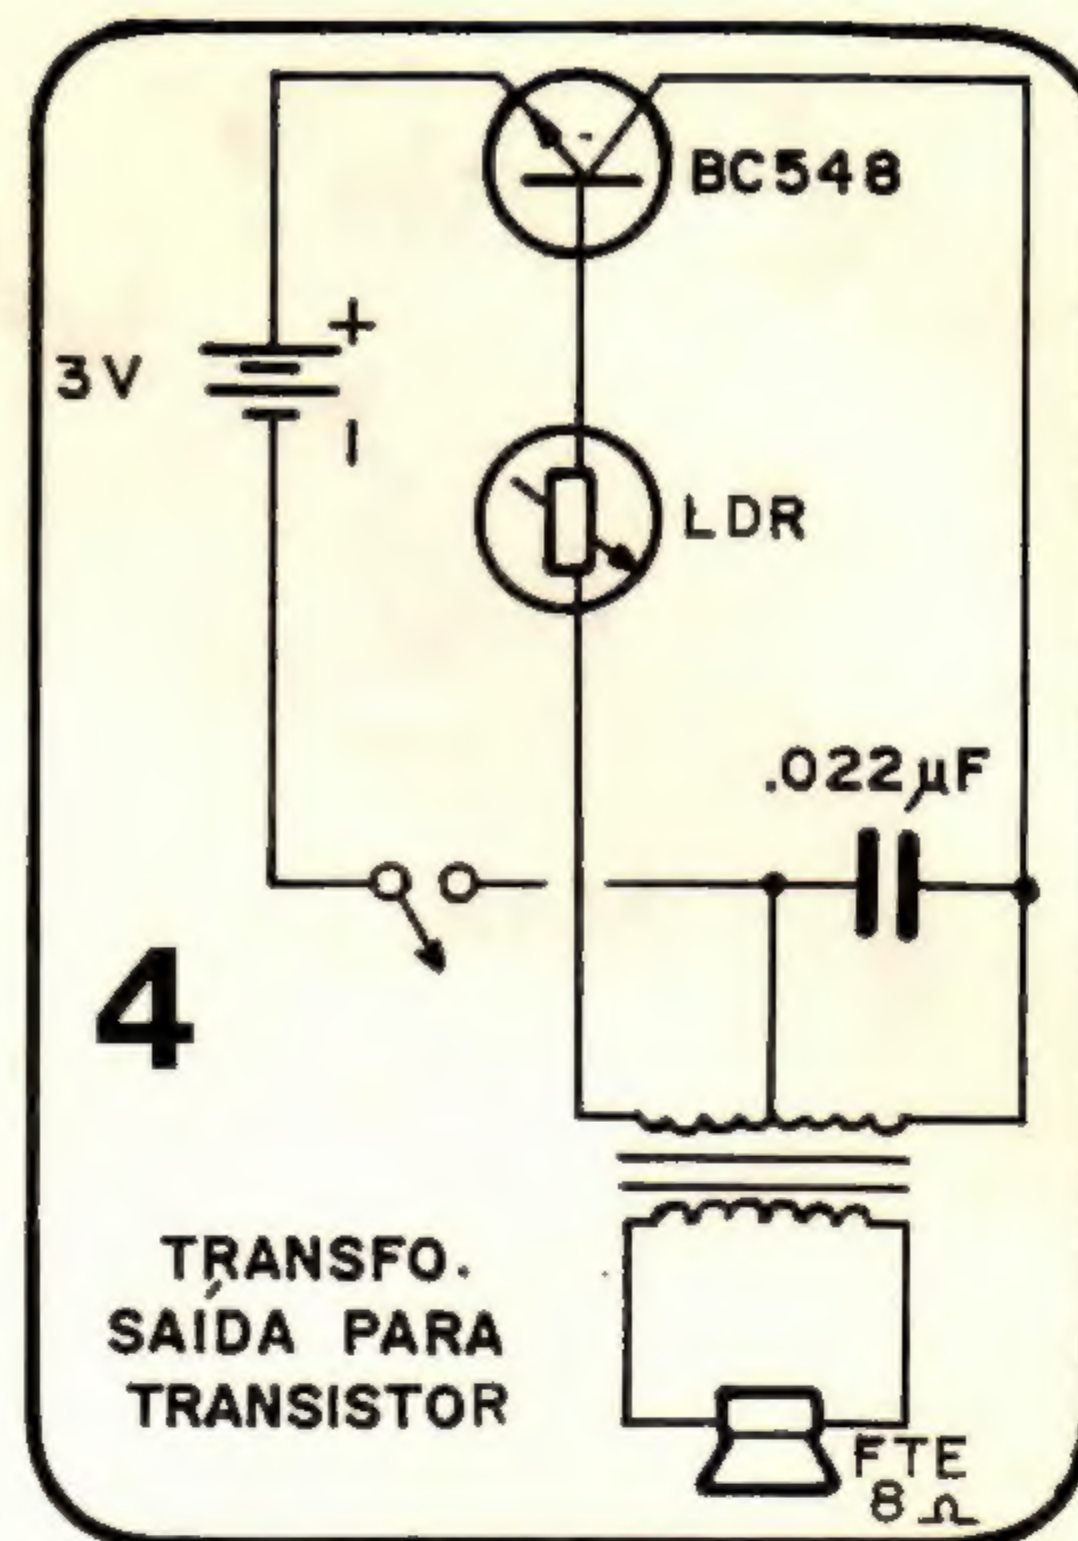 BC548
+
3V
-
LDR
.022µF
4
TRANSFO.
SAÍDA PARA
TRANSISTOR
FTE
8Ω